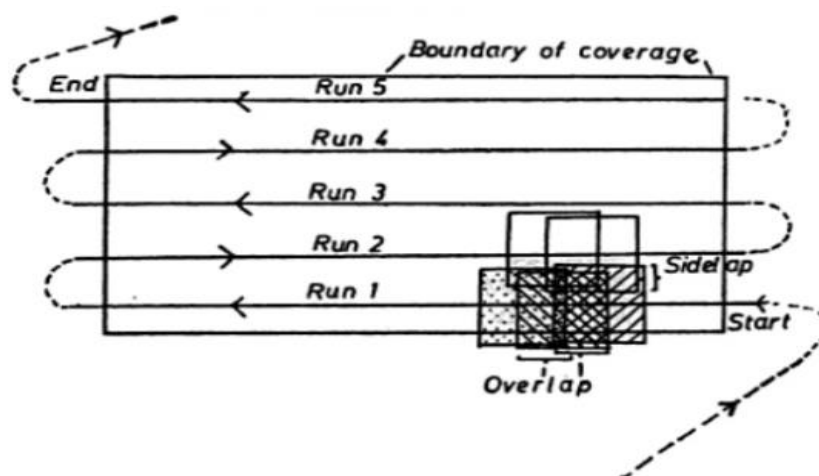 Boundary of coverage
End
Run 5
Run 4
Run 3
Run 2
Sidelap
Run 1
Start
Overlap